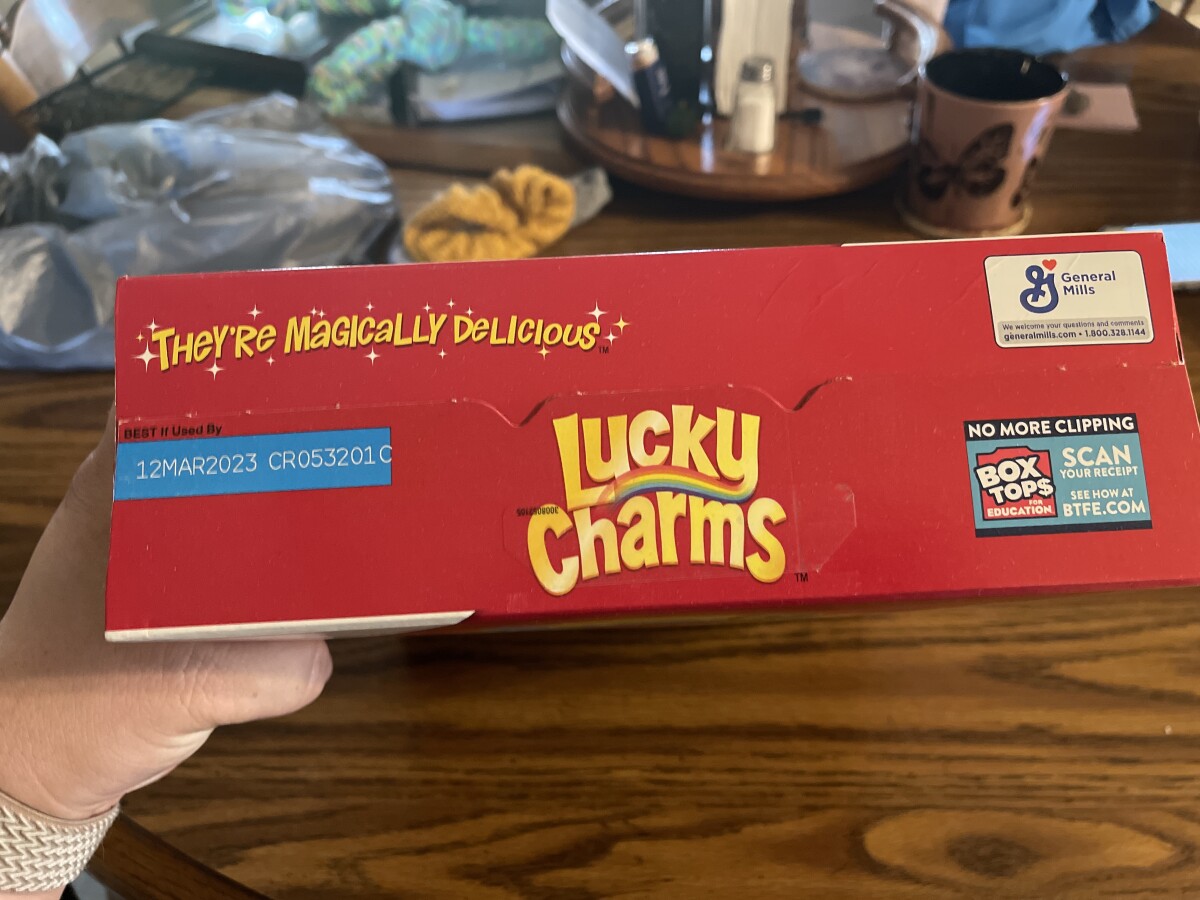 THEY'RE MAGICALLY DELICIOUS™
General
Mills
We welcome your questions and comments
generalmills.com • 1.800.328.1144
BEST If Used By
12MAR2023 CR053201C
LUCKY
CHARMS™
NO MORE CLIPPING
BOX
TOPS
FOR
EDUCATION
SCAN
YOUR RECEIPT
SEE HOW AT
BTFE.COM